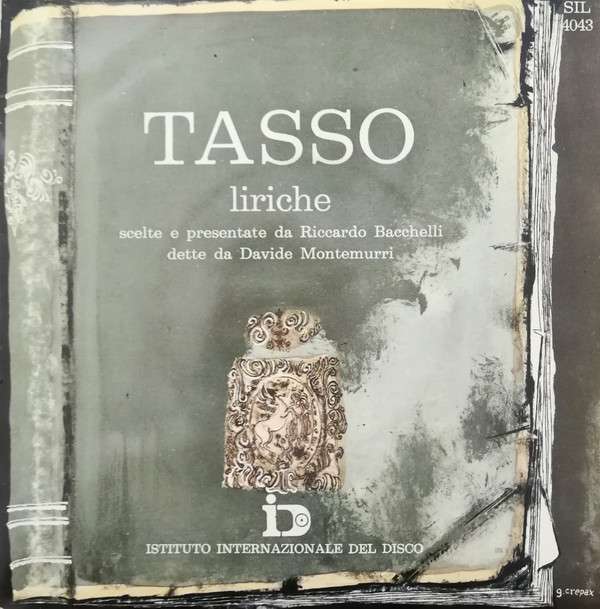 SIL
4043
TASSO
liriche
scelte e presentate da Riccardo Bacchelli
dette da Davide Montemurri
ID
ISTITUTO INTERNAZIONALE DEL DISCO
g.crepax